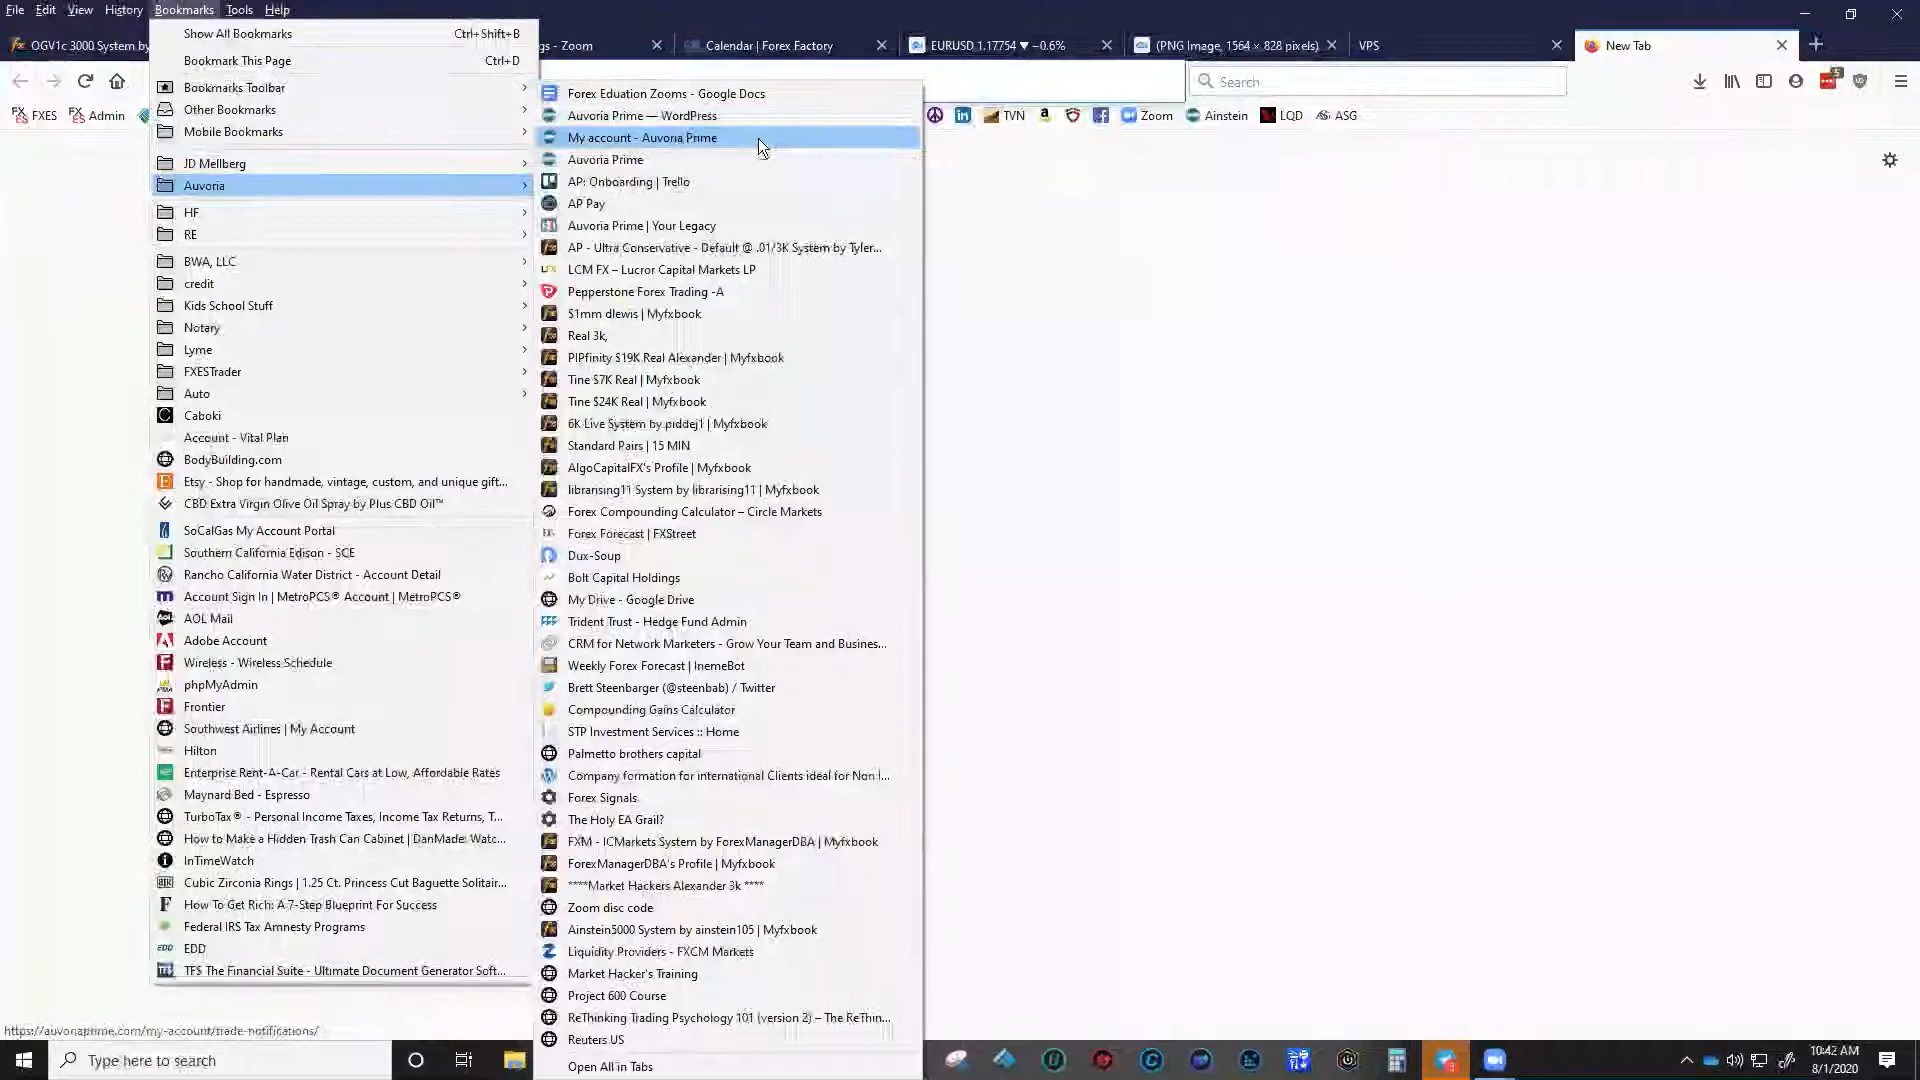 File Edit View History Bookmarks Tools Help
OGV1c 3000 System by
gs - Zoom
Calendar | Forex Factory
EURUSD 1.17754 ▼ −0.6%
(PNG Image, 1564 × 828 pixels)
VPS
New Tab
Search
5
FXES
Admin
TVN
Zoom
Ainstein
LQD
ASG
Show All Bookmarks Ctrl+Shift+B
Bookmark This Page Ctrl+D
Bookmarks Toolbar
Other Bookmarks
Mobile Bookmarks
JD Mellberg
Auvoria
HF
RE
BWA, LLC
credit
Kids School Stuff
Notary
Lyme
FXESTrader
Auto
Caboki
Account - Vital Plan
BodyBuilding.com
Etsy - Shop for handmade, vintage, custom, and unique gift...
CBD Extra Virgin Olive Oil Spray by Plus CBD Oil™
SoCalGas My Account Portal
Southern California Edison - SCE
Rancho California Water District - Account Detail
Account Sign In | MetroPCS® Account | MetroPCS®
AOL Mail
Adobe Account
Wireless - Wireless Schedule
phpMyAdmin
Frontier
Southwest Airlines | My Account
Hilton
Enterprise Rent-A-Car - Rental Cars at Low, Affordable Rates
Maynard Bed - Espresso
TurboTax® - Personal Income Taxes, Income Tax Returns, T...
How to Make a Hidden Trash Can Cabinet | DanMade: Watc...
InTimeWatch
Cubic Zirconia Rings | 1.25 Ct. Princess Cut Baguette Solitair...
How To Get Rich: A 7-Step Blueprint For Success
Federal IRS Tax Amnesty Programs
EDD
TFS The Financial Suite - Ultimate Document Generator Soft...
Forex Eduation Zooms - Google Docs
Auvoria Prime — WordPress
My account - Auvoria Prime
Auvoria Prime
AP: Onboarding | Trello
AP Pay
Auvoria Prime | Your Legacy
AP - Ultra Conservative - Default @ .01/3K System by Tyler...
LCM FX – Lucror Capital Markets LP
Pepperstone Forex Trading -A
$1mm dlewis | Myfxbook
Real 3k,
PIPfinity $19K Real Alexander | Myfxbook
Tine $7K Real | Myfxbook
Tine $24K Real | Myfxbook
6K Live System by piddej1 | Myfxbook
Standard Pairs | 15 MIN
AlgoCapitalFX's Profile | Myfxbook
librarising11 System by librarising11 | Myfxbook
Forex Compounding Calculator – Circle Markets
Forex Forecast | FXStreet
Dux-Soup
Bolt Capital Holdings
My Drive - Google Drive
Trident Trust - Hedge Fund Admin
CRM for Network Marketers - Grow Your Team and Busines...
Weekly Forex Forecast | InemeBot
Brett Steenbarger (@steenbab) / Twitter
Compounding Gains Calculator
STP Investment Services :: Home
Palmetto brothers capital
Company formation for international Clients ideal for Non l...
Forex Signals
The Holy EA Grail?
FXM - ICMarkets System by ForexManagerDBA | Myfxbook
ForexManagerDBA's Profile | Myfxbook
****Market Hackers Alexander 3k ****
Zoom disc code
Ainstein5000 System by ainstein105 | Myfxbook
Liquidity Providers - FXCM Markets
Market Hacker's Training
Project 600 Course
ReThinking Trading Psychology 101 (version 2) – The ReThin...
Reuters US
Open All in Tabs
https://auvoriaprime.com/my-account/trade-notifications/
Type here to search
10:42 AM
8/1/2020